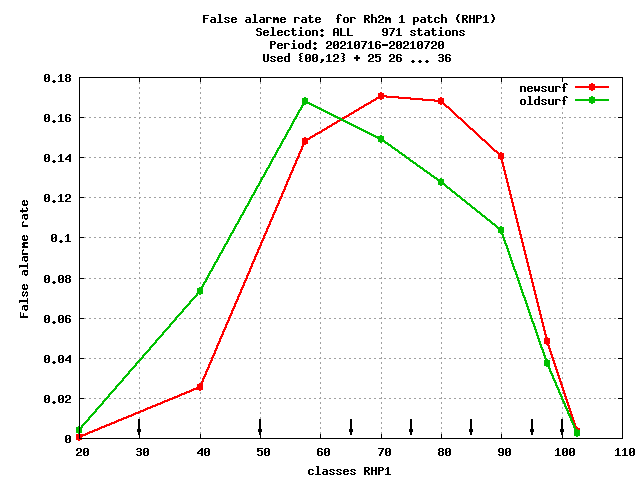 False alarme rate  for Rh2m 1 patch (RHP1)
Selection: ALL    971 stations
Period: 20210716-20210720
Used {00,12} + 25 26 ... 36
0.18
0.16
0.14
0.12
0.1
0.08
0.06
0.04
0.02
0
newsurf
oldsurf
False alarme rate
20 30 40 50 60 70 80 90 100 110
classes RHP1